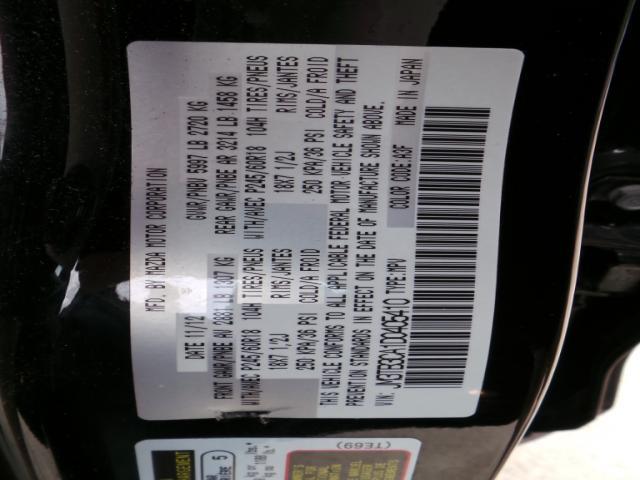 MFD. BY MAZDA MOTOR CORPORATION
DATE 11/12 GVWR/PNBV 5997 LB 2720 KG
FRONT GAWR/PNBE AV 2881 LB 1307 KG REAR GAWR/PNBE AR 3214 LB 1458 KG
WITH/AVEC P245/60R18 104H TIRES/PNEUS WITH/AVEC P245/60R18 104H TIRES/PNEUS
18X7 1/2J RIMS/JANTES 18X7 1/2J RIMS/JANTES
250 KPA/36 PSI COLD/A FROID 250 KPA/36 PSI COLD/A FROID
THIS VEHICLE CONFORMS TO ALL APPLICABLE FEDERAL MOTOR VEHICLE SAFETY AND THEFT
PREVENTION STANDARDS IN EFFECT ON THE DATE OF MANUFACTURE SHOWN ABOVE.
VIN: JM3TB3CA1D0406410 TYPE:MPV
COLOR CODE:A3F MADE IN JAPAN
(TE69)
5